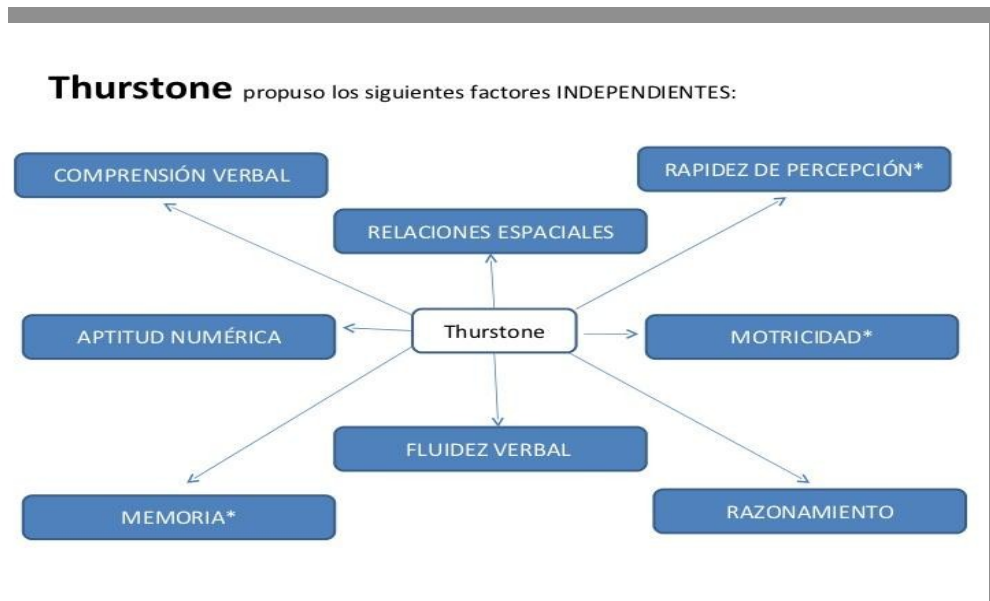 Thurstone propuso los siguientes factores INDEPENDIENTES:
COMPRENSIÓN VERBAL
RAPIDEZ DE PERCEPCIÓN*
RELACIONES ESPACIALES
APTITUD NUMÉRICA
Thurstone
MOTRICIDAD*
FLUIDEZ VERBAL
MEMORIA*
RAZONAMIENTO